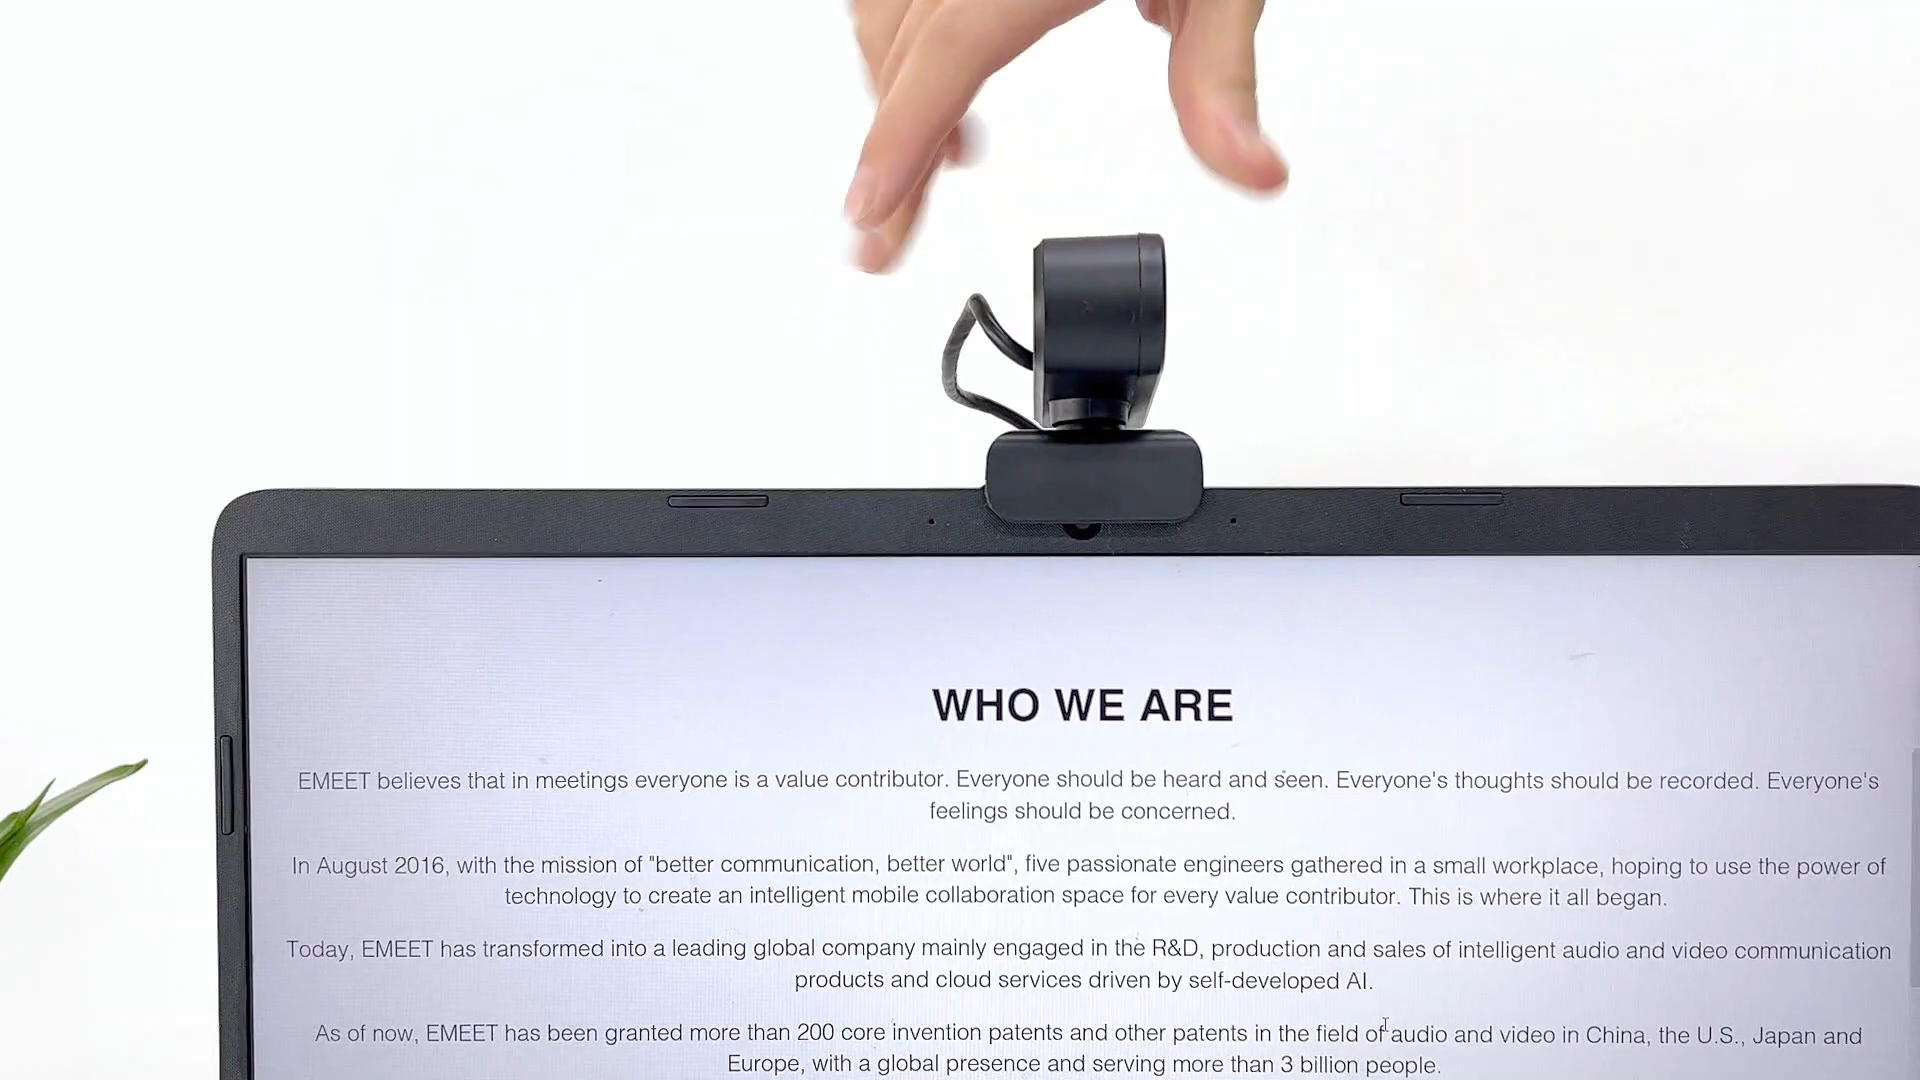 WHO WE ARE
EMEET believes that in meetings everyone is a value contributor. Everyone should be heard and seen. Everyone's thoughts should be recorded. Everyone's
feelings should be concerned.
In August 2016, with the mission of "better communication, better world", five passionate engineers gathered in a small workplace, hoping to use the power of
technology to create an intelligent mobile collaboration space for every value contributor. This is where it all began.
Today, EMEET has transformed into a leading global company mainly engaged in the R&D, production and sales of intelligent audio and video communication
products and cloud services driven by self-developed AI.
As of now, EMEET has been granted more than 200 core invention patents and other patents in the field of audio and video in China, the U.S., Japan and
Europe, with a global presence and serving more than 3 billion people.